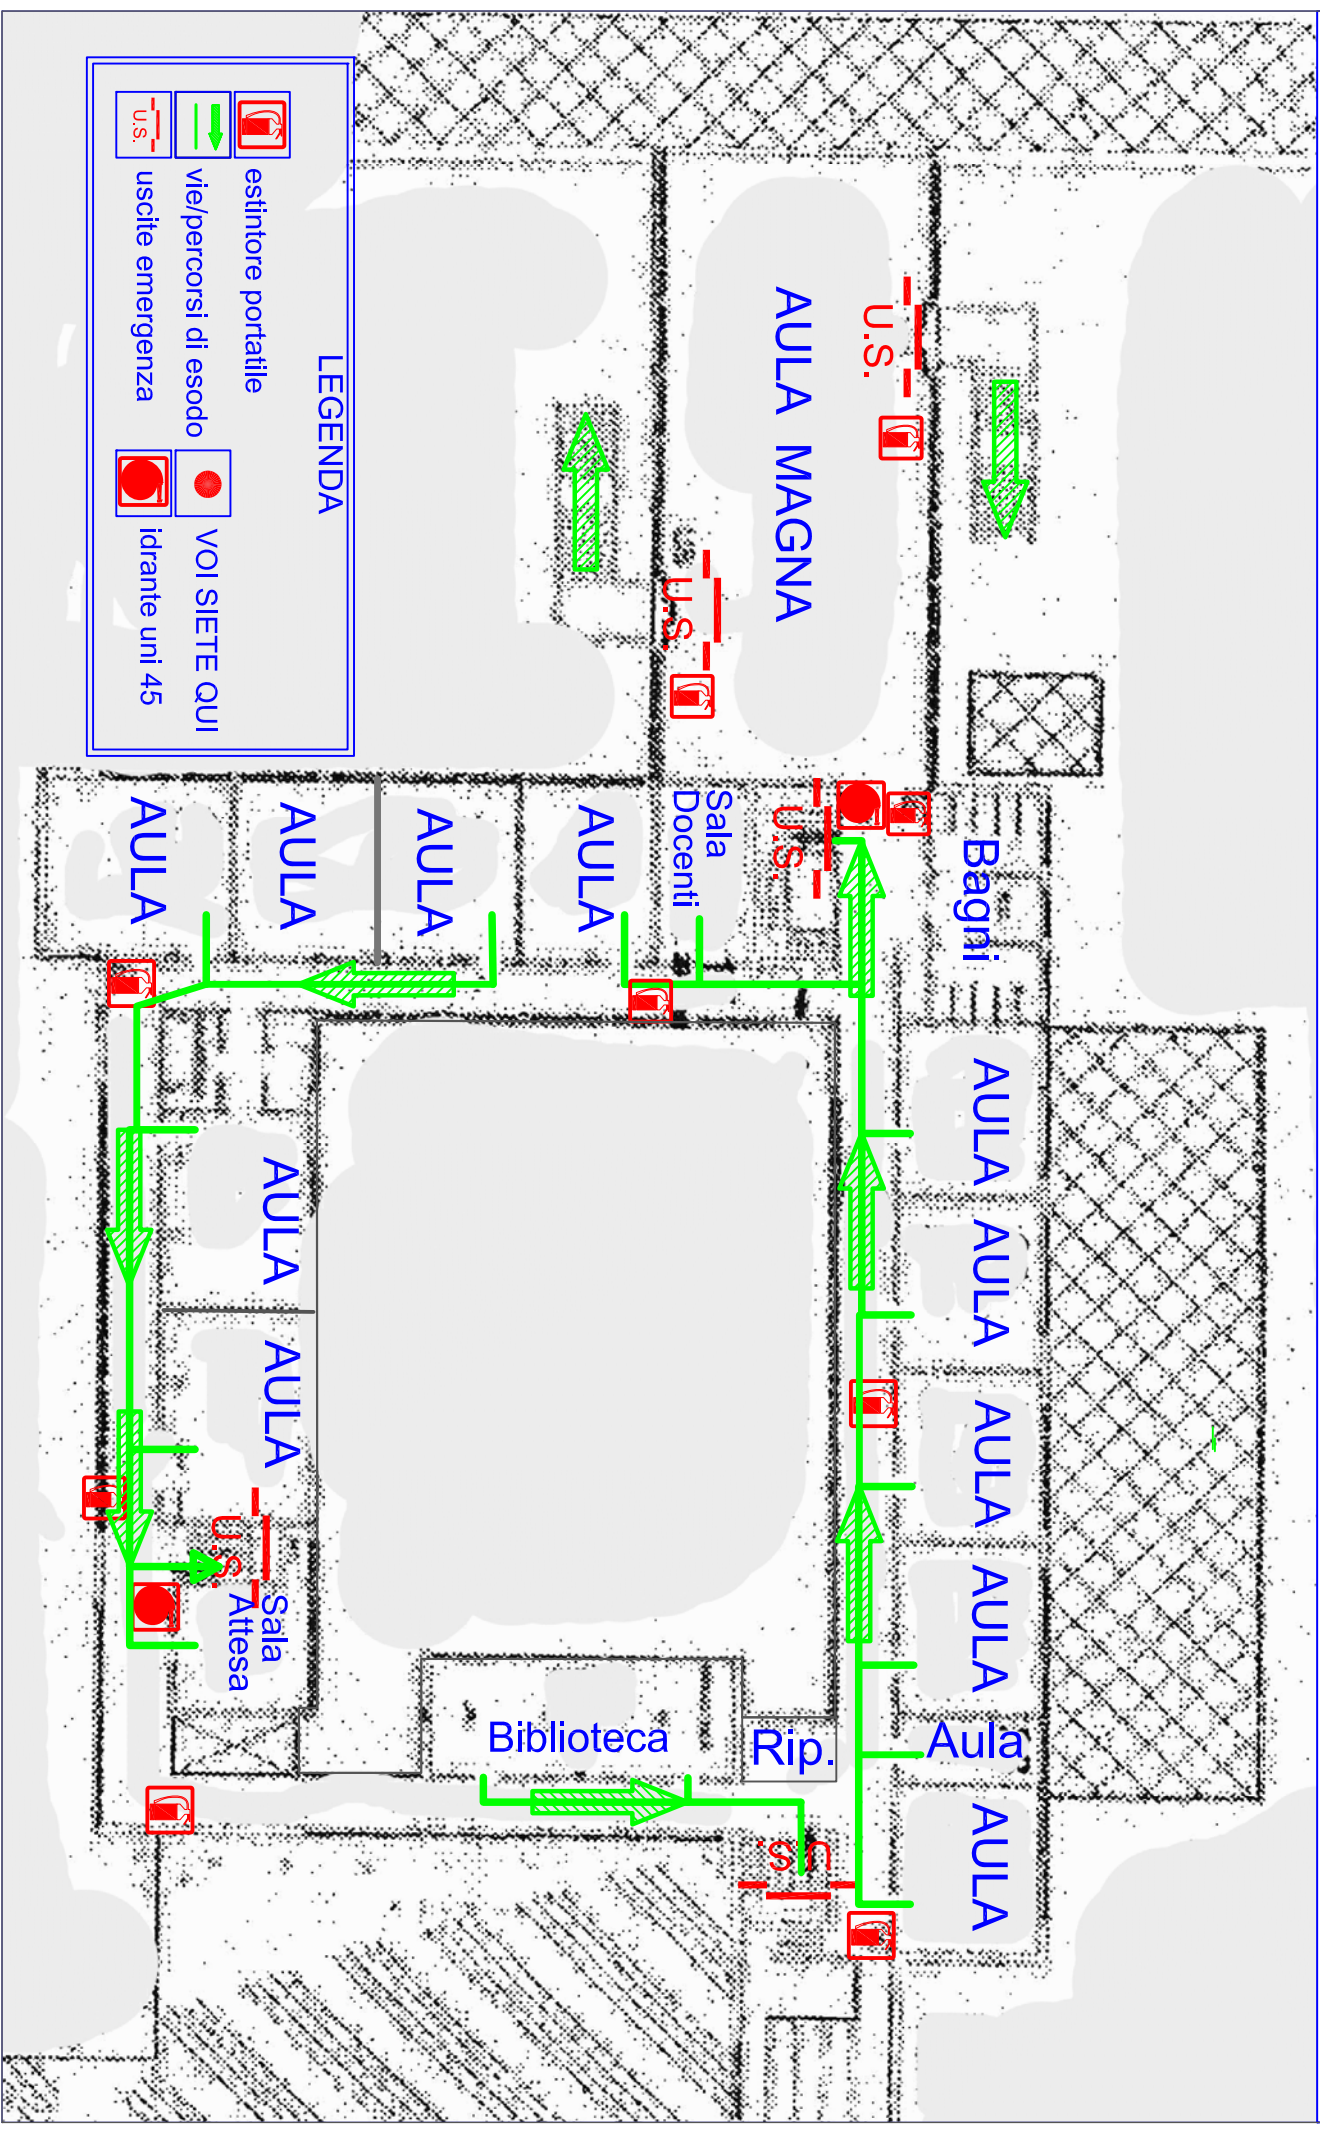 LEGENDA
estintore portatile
vie/percorsi di esodo
VOI SIETE QUI
U.S.
uscite emergenza
idrante uni 45
AULA MAGNA
U.S.
U.S.
Bagni
U.S.
Sala
Docenti
AULA
AULA
AULA
AULA
AULA
AULA
AULA
AULA
Aula
AULA
AULA
AULA
U.S.
Sala
Attesa
Biblioteca
Rip.
U.S.